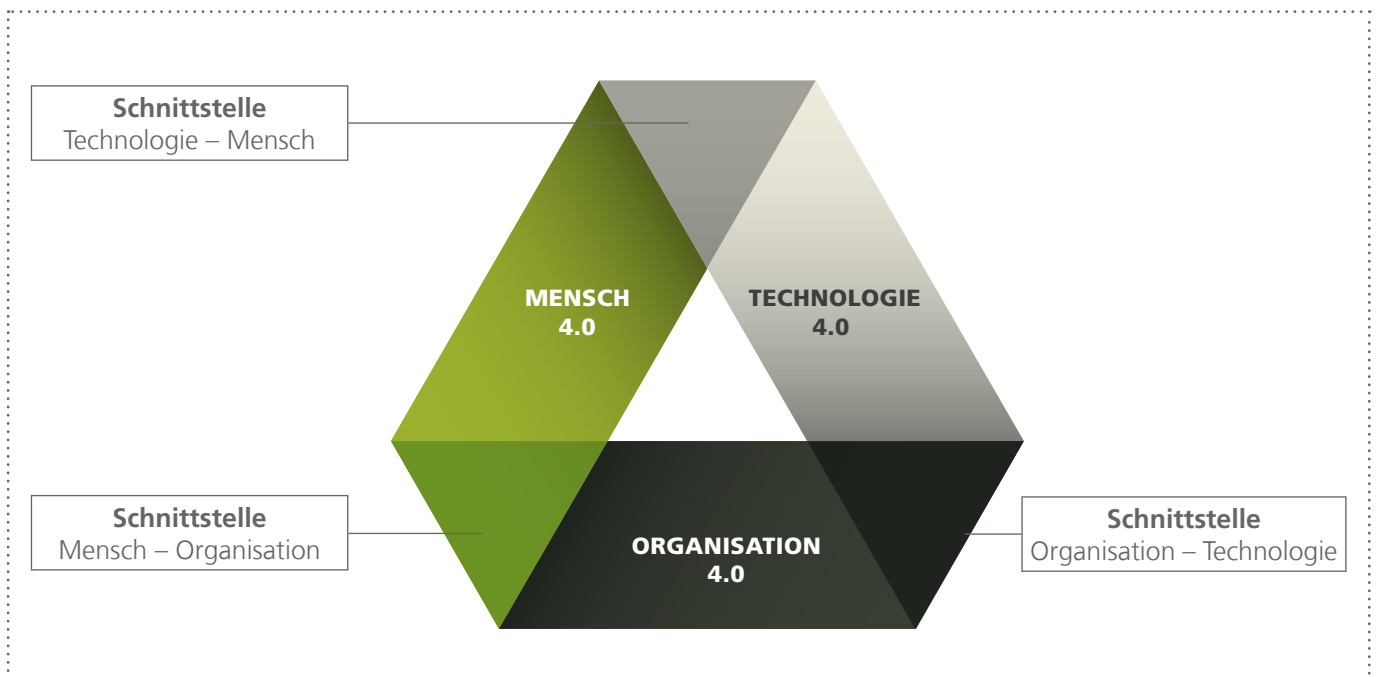 Schnittstelle
Technologie – Mensch
MENSCH
4.0
TECHNOLOGIE
4.0
Schnittstelle
Mensch – Organisation
ORGANISATION
4.0
Schnittstelle
Organisation – Technologie